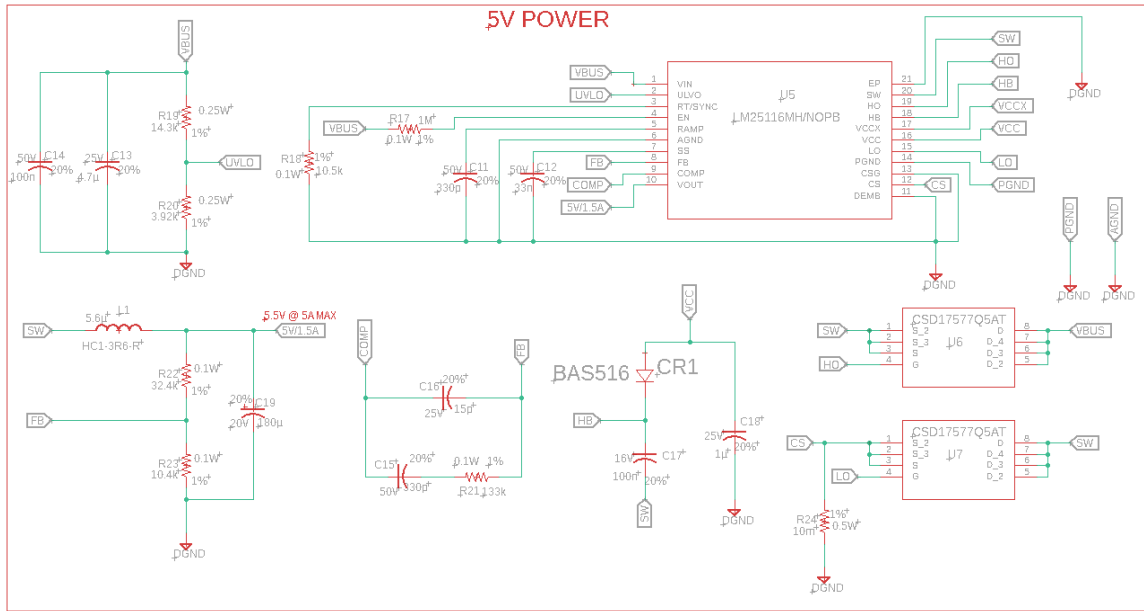 5V POWER
VBUS
R19
0.25W
14.3k
1%
50V
C14
20%
100n
25V
C13
20%
4.7µ
UVLO
R20
0.25W
3.92k
1%
DGND
VBUS
UVLO
VBUS
R17
1M
0.1W
1%
R18
1%
0.1W
10.5k
50V
C11
20%
330p
50V
C12
20%
33n
FB
COMP
5V/1.5A
U5
LM25116MH/NOPB
1
VIN
2
ULVO
3
RT/SYNC
4
EN
5
RAMP
6
AGND
7
SS
8
FB
9
COMP
10
VOUT
EP
21
SW
20
HO
19
HB
18
VCCX
17
VCC
16
LO
15
PGND
14
CSG
13
CS
12
DEMB
11
SW
HO
HB
VCCX
VCC
LO
PGND
CS
DGND
DGND
PGND
DGND
AGND
DGND
SW
5.6µ
L1
HC1-3R6-R
5.5V @ 5A MAX
5V/1.5A
R22
0.1W
32.4k
1%
20%
C19
20V
180µ
FB
R23
0.1W
10.4k
1%
DGND
COMP
FB
C16
20%
25V
15p
C15
20%
50V
330p
0.1W
1%
R21
133k
VCC
BAS516
CR1
HB
16V
C17
100n
20%
SW
25V
C18
20%
1µ
DGND
CSD17577Q5AT
U6
SW
HO
1
S_2
2
S_3
3
S
4
G
D
8
D_4
7
D_3
6
D_2
5
VBUS
CSD17577Q5AT
U7
CS
LO
1
S_2
2
S_3
3
S
4
G
D
8
D_4
7
D_3
6
D_2
5
SW
R24
1%
10m
0.5W
DGND